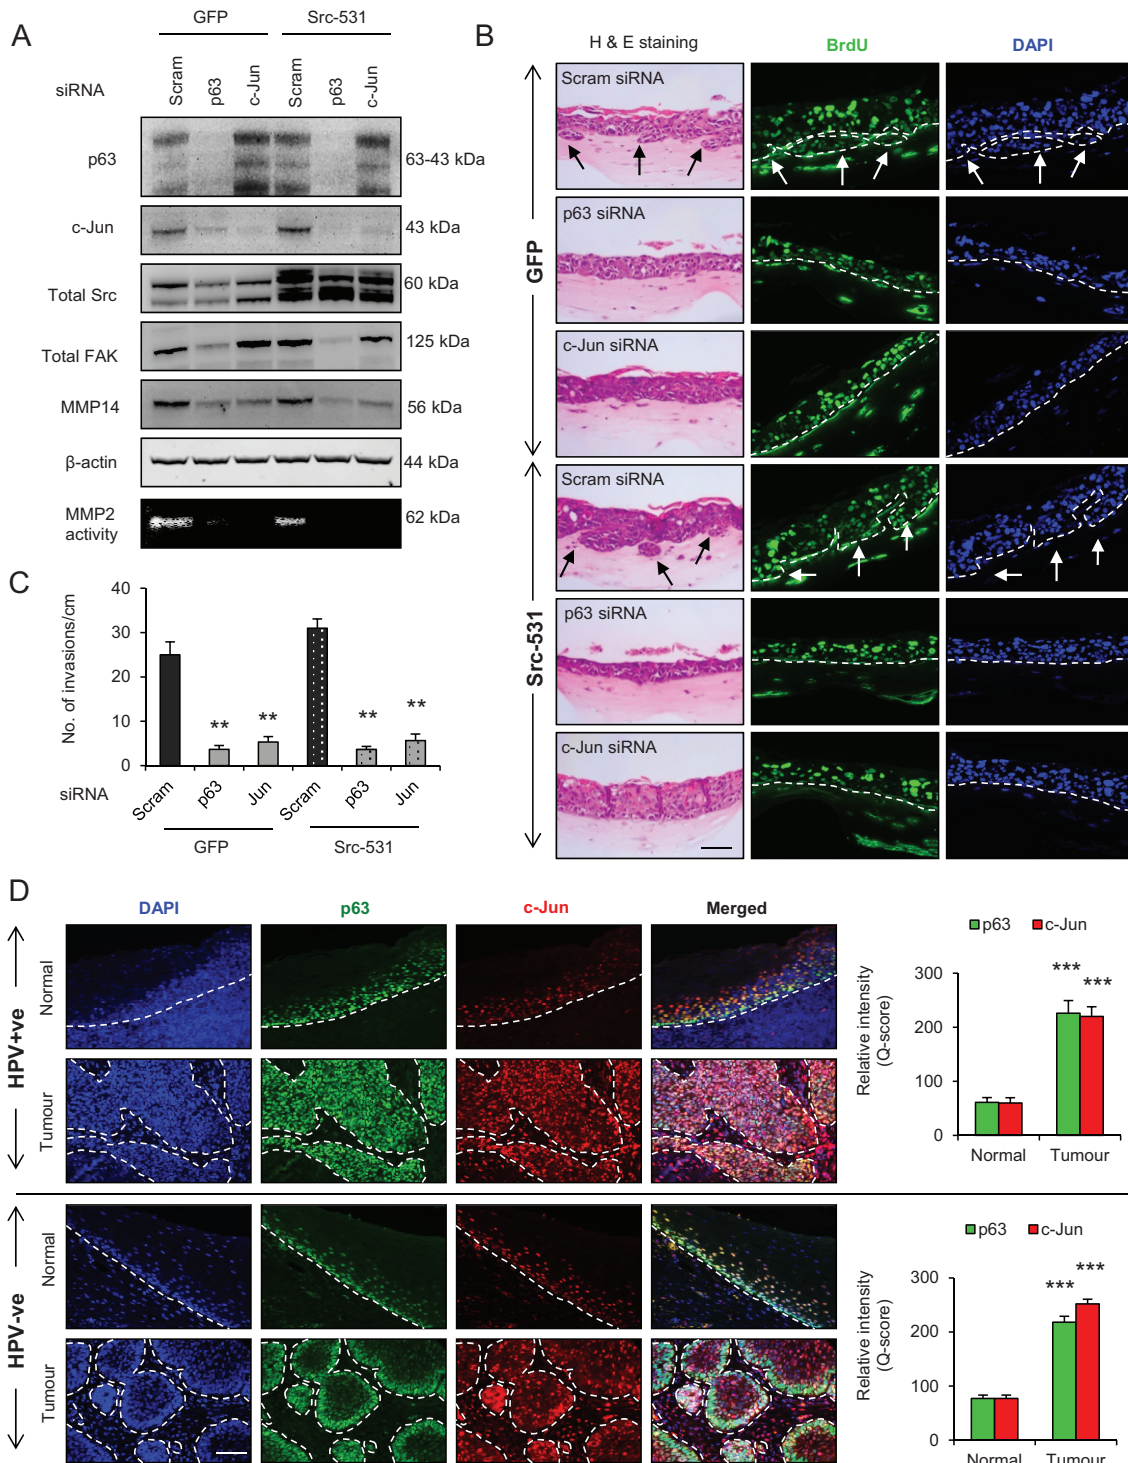 A
GFP
Src-531
siRNA
Scram
p63
c-Jun
Scram
p63
c-Jun
p63
63-43 kDa
c-Jun
43 kDa
Total Src
60 kDa
Total FAK
125 kDa
MMP14
56 kDa
β-actin
44 kDa
MMP2
activity
62 kDa
B
H & E staining
BrdU
DAPI
GFP
Scram siRNA
p63 siRNA
c-Jun siRNA
Src-531
Scram siRNA
p63 siRNA
c-Jun siRNA
C
No. of invasions/cm
40
30
20
10
0
**
**
**
**
siRNA
Scram
p63
Jun
Scram
p63
Jun
GFP
Src-531
D
DAPI
p63
c-Jun
Merged
HPV+ve
Normal
Tumour
p63
c-Jun
Relative intensity
(Q-score)
300
200
100
0
***
***
Normal
Tumour
HPV-ve
Normal
Tumour
p63
c-Jun
Relative intensity
(Q-score)
300
200
100
0
***
***
Normal
Tumour